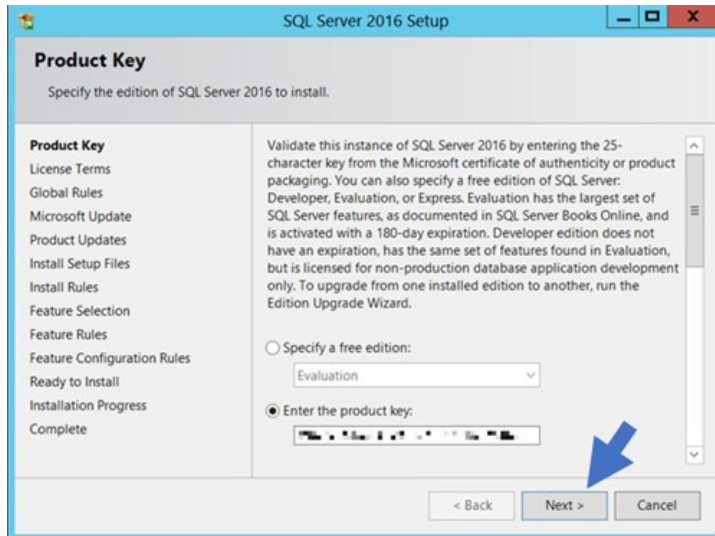 SQL Server 2016 Setup
Product Key
Specify the edition of SQL Server 2016 to install.
Product Key
License Terms
Global Rules
Microsoft Update
Product Updates
Install Setup Files
Install Rules
Feature Selection
Feature Rules
Feature Configuration Rules
Ready to Install
Installation Progress
Complete
Validate this instance of SQL Server 2016 by entering the 25-
character key from the Microsoft certificate of authenticity or product
packaging. You can also specify a free edition of SQL Server:
Developer, Evaluation, or Express. Evaluation has the largest set of
SQL Server features, as documented in SQL Server Books Online, and
is activated with a 180-day expiration. Developer edition does not
have an expiration, has the same set of features found in Evaluation,
but is licensed for non-production database application development
only. To upgrade from one installed edition to another, run the
Edition Upgrade Wizard.
Specify a free edition:
Evaluation
Enter the product key:
< Back
Next >
Cancel